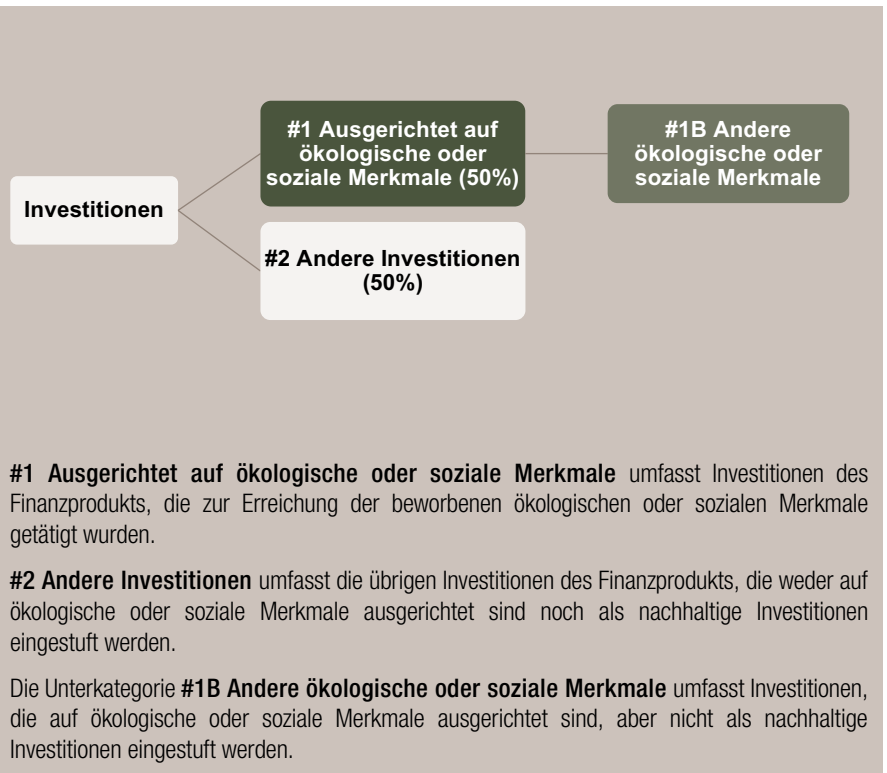 #1 Ausgerichtet auf
ökologische oder
soziale Merkmale (50%)
#1B Andere
ökologische oder
soziale Merkmale
Investitionen
#2 Andere Investitionen
(50%)
#1 Ausgerichtet auf ökologische oder soziale Merkmale umfasst Investitionen des
Finanzprodukts, die zur Erreichung der beworbenen ökologischen oder sozialen Merkmale
getätigt wurden.
#2 Andere Investitionen umfasst die übrigen Investitionen des Finanzprodukts, die weder auf
ökologische oder soziale Merkmale ausgerichtet sind noch als nachhaltige Investitionen
eingestuft werden.
Die Unterkategorie #1B Andere ökologische oder soziale Merkmale umfasst Investitionen,
die auf ökologische oder soziale Merkmale ausgerichtet sind, aber nicht als nachhaltige
Investitionen eingestuft werden.